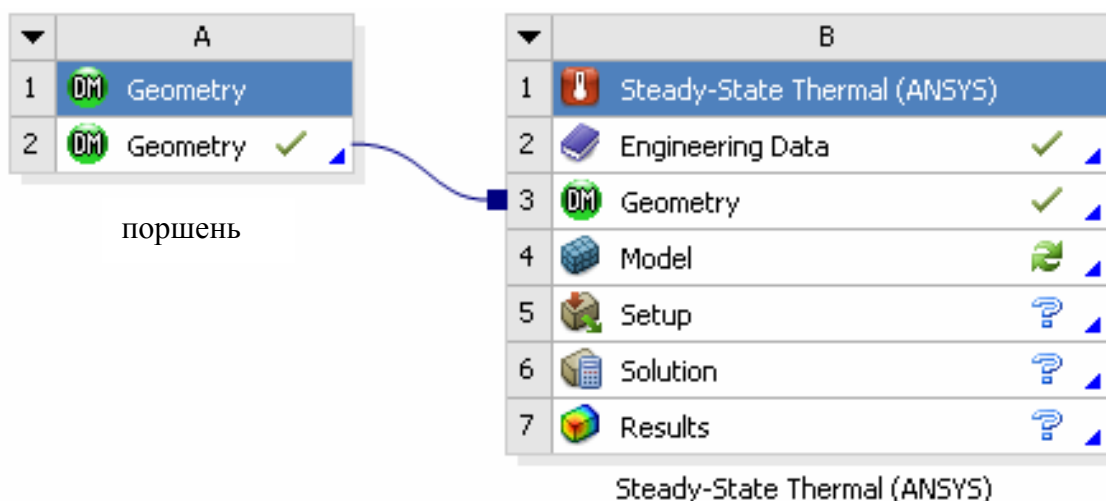 A
1 Geometry
2 Geometry
поршень
B
1 Steady-State Thermal (ANSYS)
2 Engineering Data
3 Geometry
4 Model
5 Setup
6 Solution
7 Results
Steady-State Thermal (ANSYS)